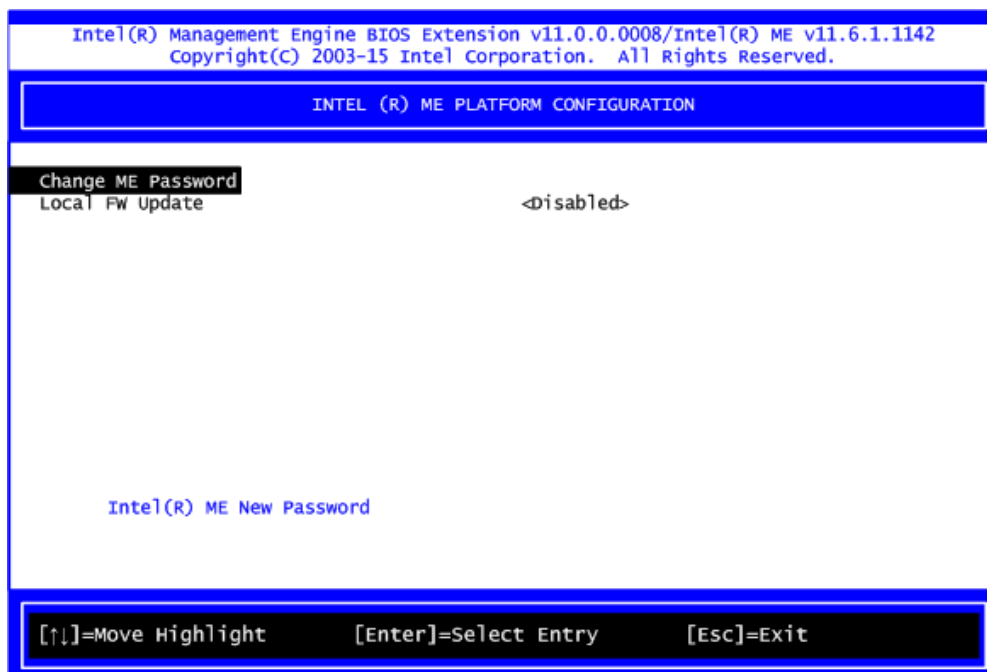 Intel(R) Management Engine BIOS Extension v11.0.0.0008/Intel(R) ME v11.6.1.1142
Copyright(C) 2003-15 Intel Corporation. All Rights Reserved.
INTEL (R) ME PLATFORM CONFIGURATION
Change ME Password
Local FW Update <Disabled>
Intel(R) ME New Password
[↑↓]=Move Highlight [Enter]=Select Entry [Esc]=Exit